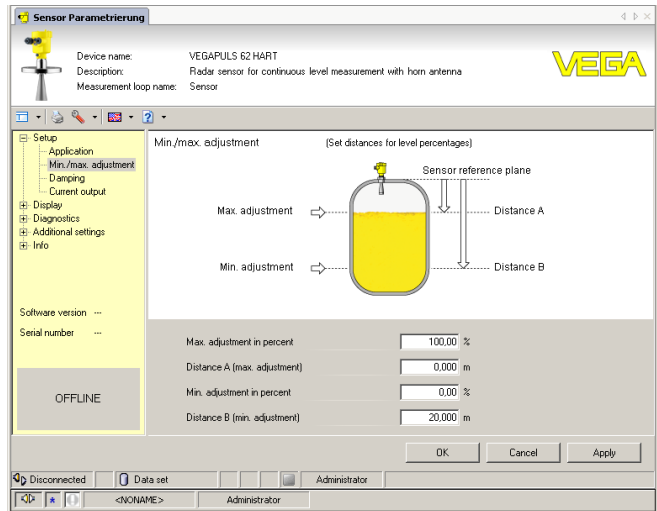 Sensor Parametrierung
Device name: VEGAPULS 62 HART
Description: Radar sensor for continuous level measurement with horn antenna
Measurement loop name: Sensor
VEGA
Setup
Application
Min./max. adjustment
Damping
Current output
Display
Diagnostics
Additional settings
Info
Software version ---
Serial number ---
OFFLINE
Min./max. adjustment (Set distances for level percentages)
Sensor reference plane
Max. adjustment Distance A
Min. adjustment Distance B
Max. adjustment in percent 100,00 %
Distance A (max. adjustment) 0,000 m
Min. adjustment in percent 0,00 %
Distance B (min. adjustment) 20,000 m
OK Cancel Apply
Disconnected Data set Administrator
<NONAME> Administrator